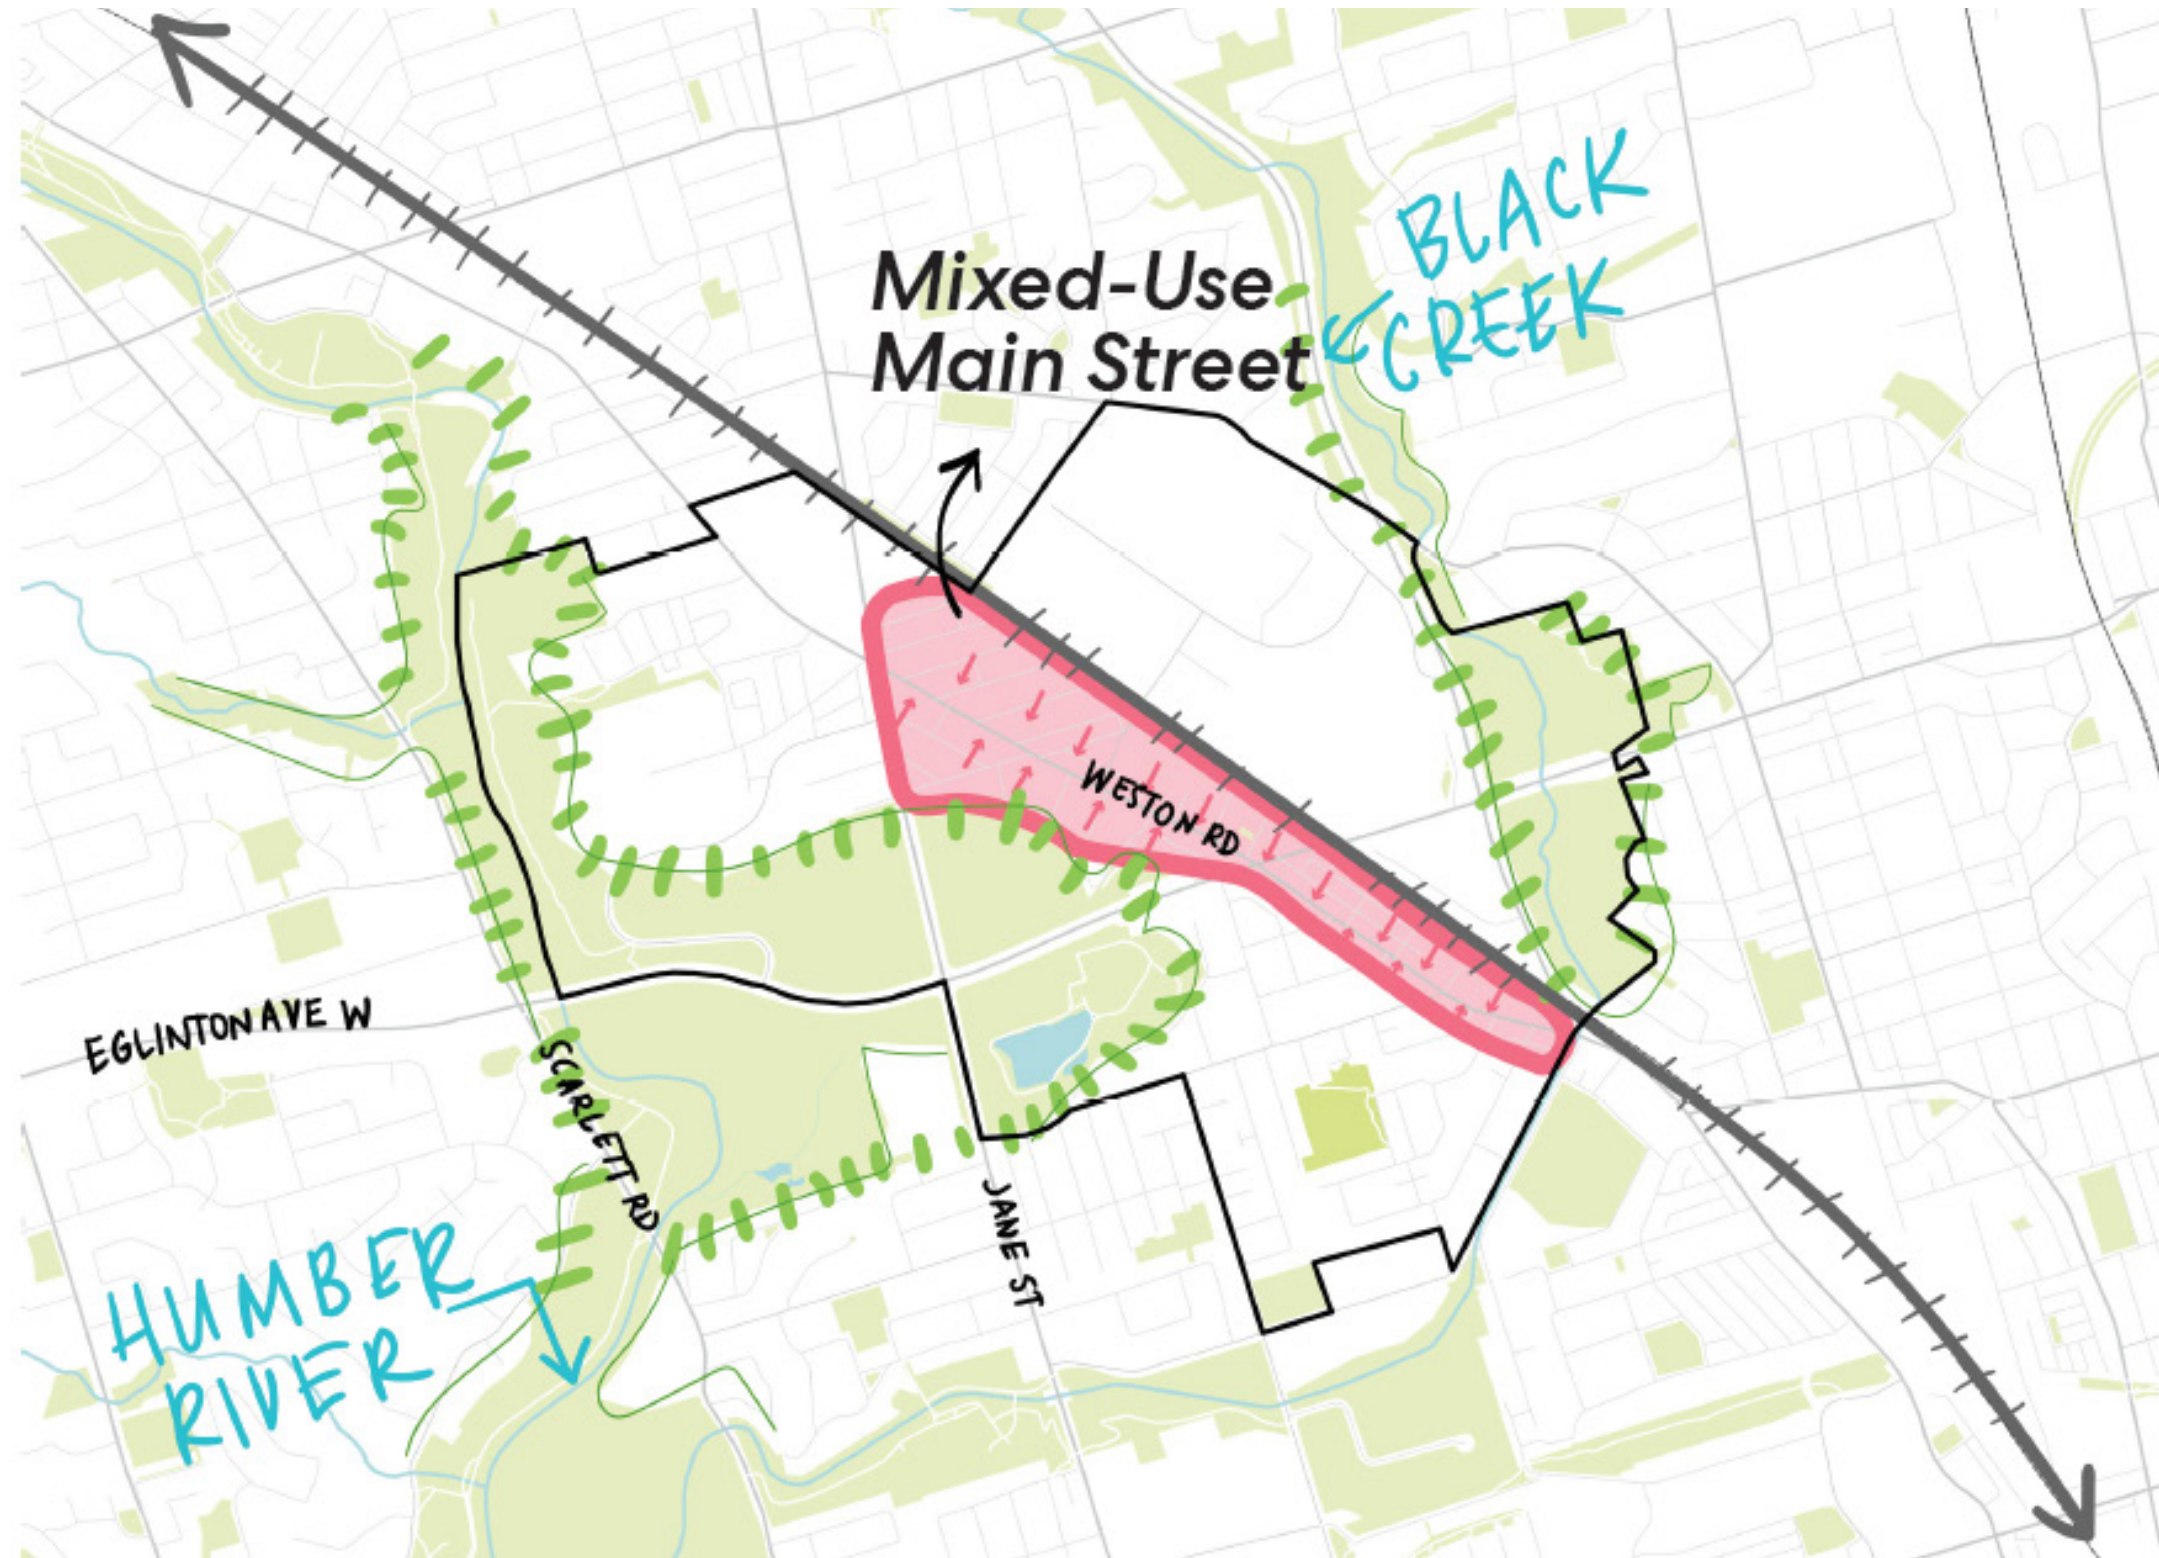 BLACK
CREEK
Mixed-Use
Main Street
WESTON RD
EGLINTON AVE W
SCARLETT RD
JANE ST
HUMBER
RIVER